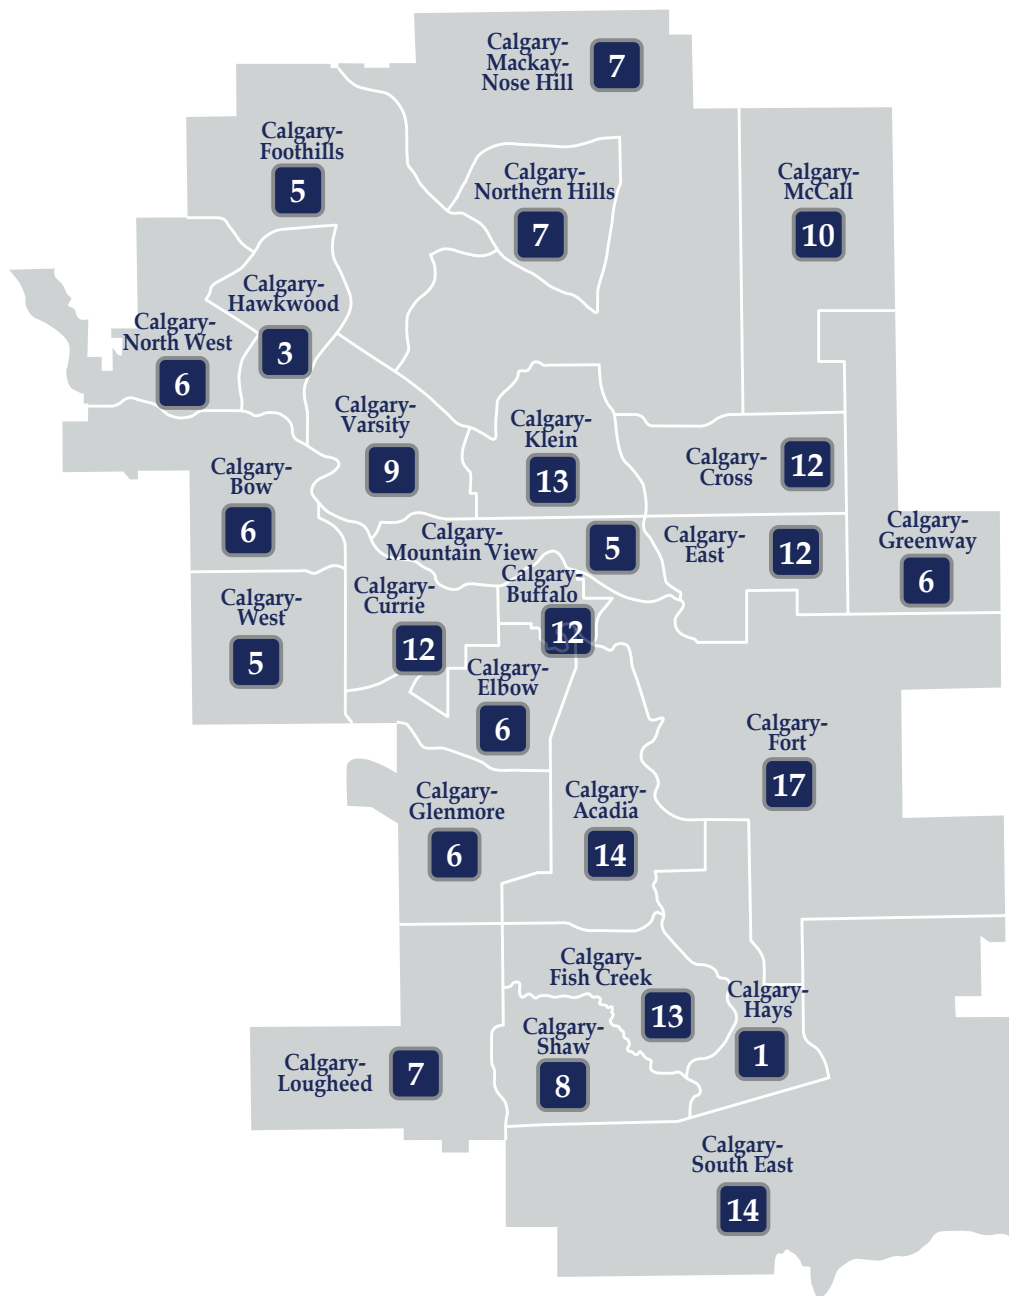 Calgary-
Mackay-
Nose Hill
7
Calgary-
Foothills
5
Calgary-
Northern Hills
7
Calgary-
McCall
10
Calgary-
Hawkwood
3
Calgary-
North West
6
Calgary-
Varsity
9
Calgary-
Klein
13
Calgary-
Cross
12
Calgary-
Bow
6
Calgary-
Mountain View
5
Calgary-
East
12
Calgary-
Greenway
6
Calgary-
West
5
Calgary-
Currie
12
Calgary-
Buffalo
12
Calgary-
Elbow
6
Calgary-
Fort
17
Calgary-
Glenmore
6
Calgary-
Acadia
14
Calgary-
Fish Creek
13
Calgary-
Hays
1
Calgary-
Shaw
8
Calgary-
Lougheed
7
Calgary-
South East
14